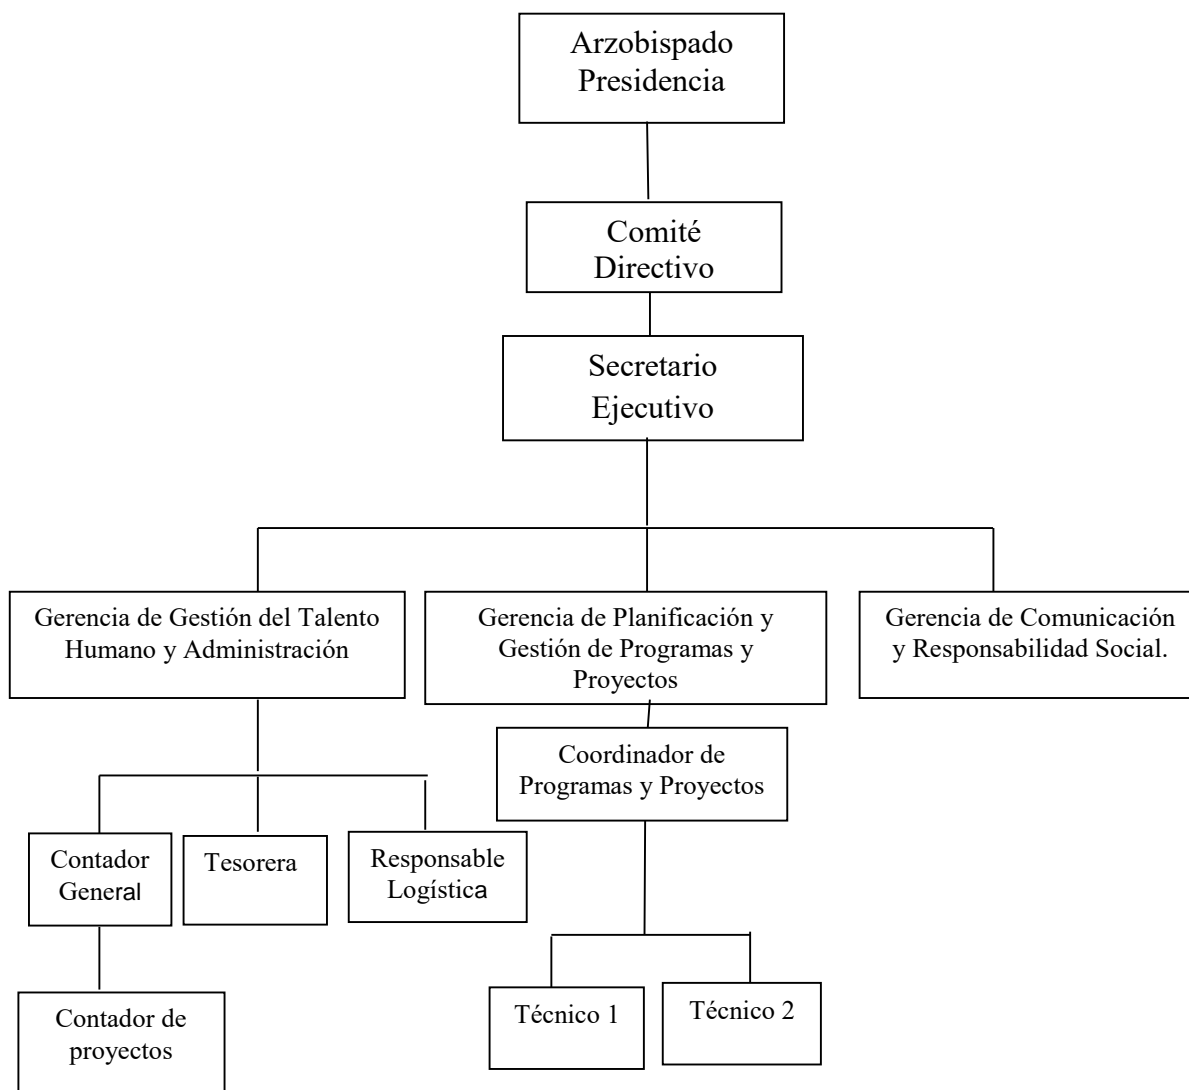 Arzobispado
Presidencia
Comité
Directivo
Secretario
Ejecutivo
Gerencia de Gestión del Talento
Humano y Administración
Gerencia de Planificación y
Gestión de Programas y
Proyectos
Gerencia de Comunicación
y Responsabilidad Social.
Coordinador de
Programas y Proyectos
Contador
General
Tesorera
Responsable
Logística
Contador de
proyectos
Técnico 1
Técnico 2